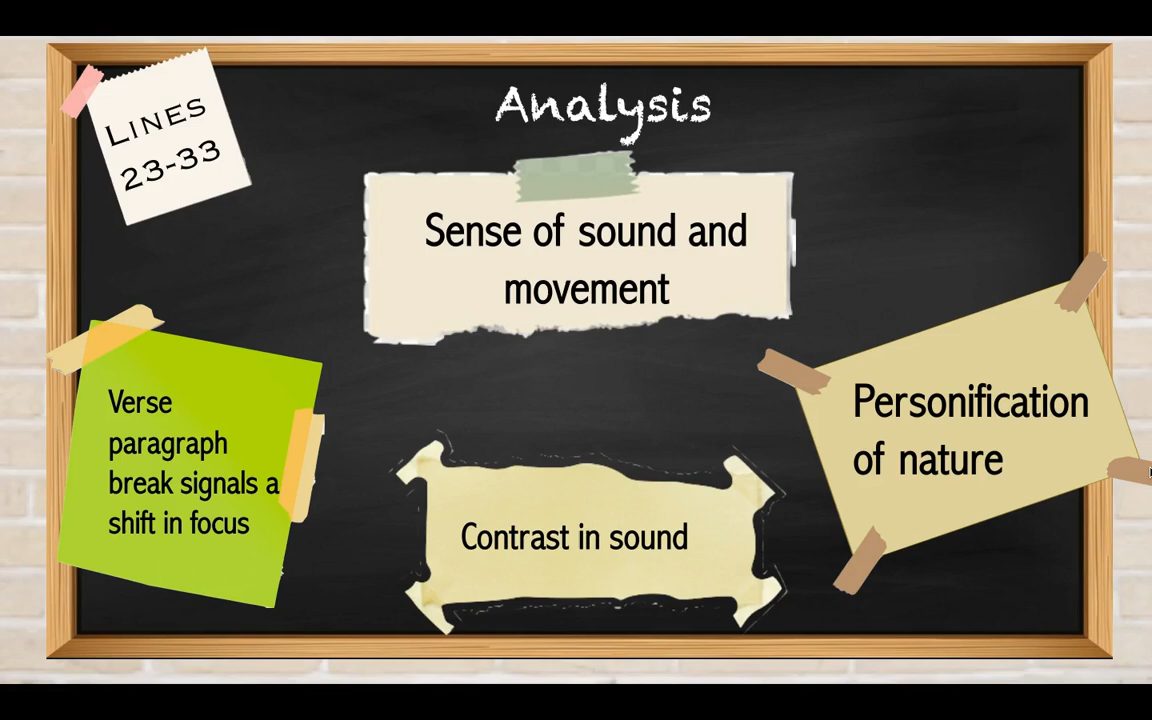 LINES
23-33
Analysis
Sense of sound and
movement
Verse
paragraph
break signals a
shift in focus
Contrast in sound
Personification
of nature